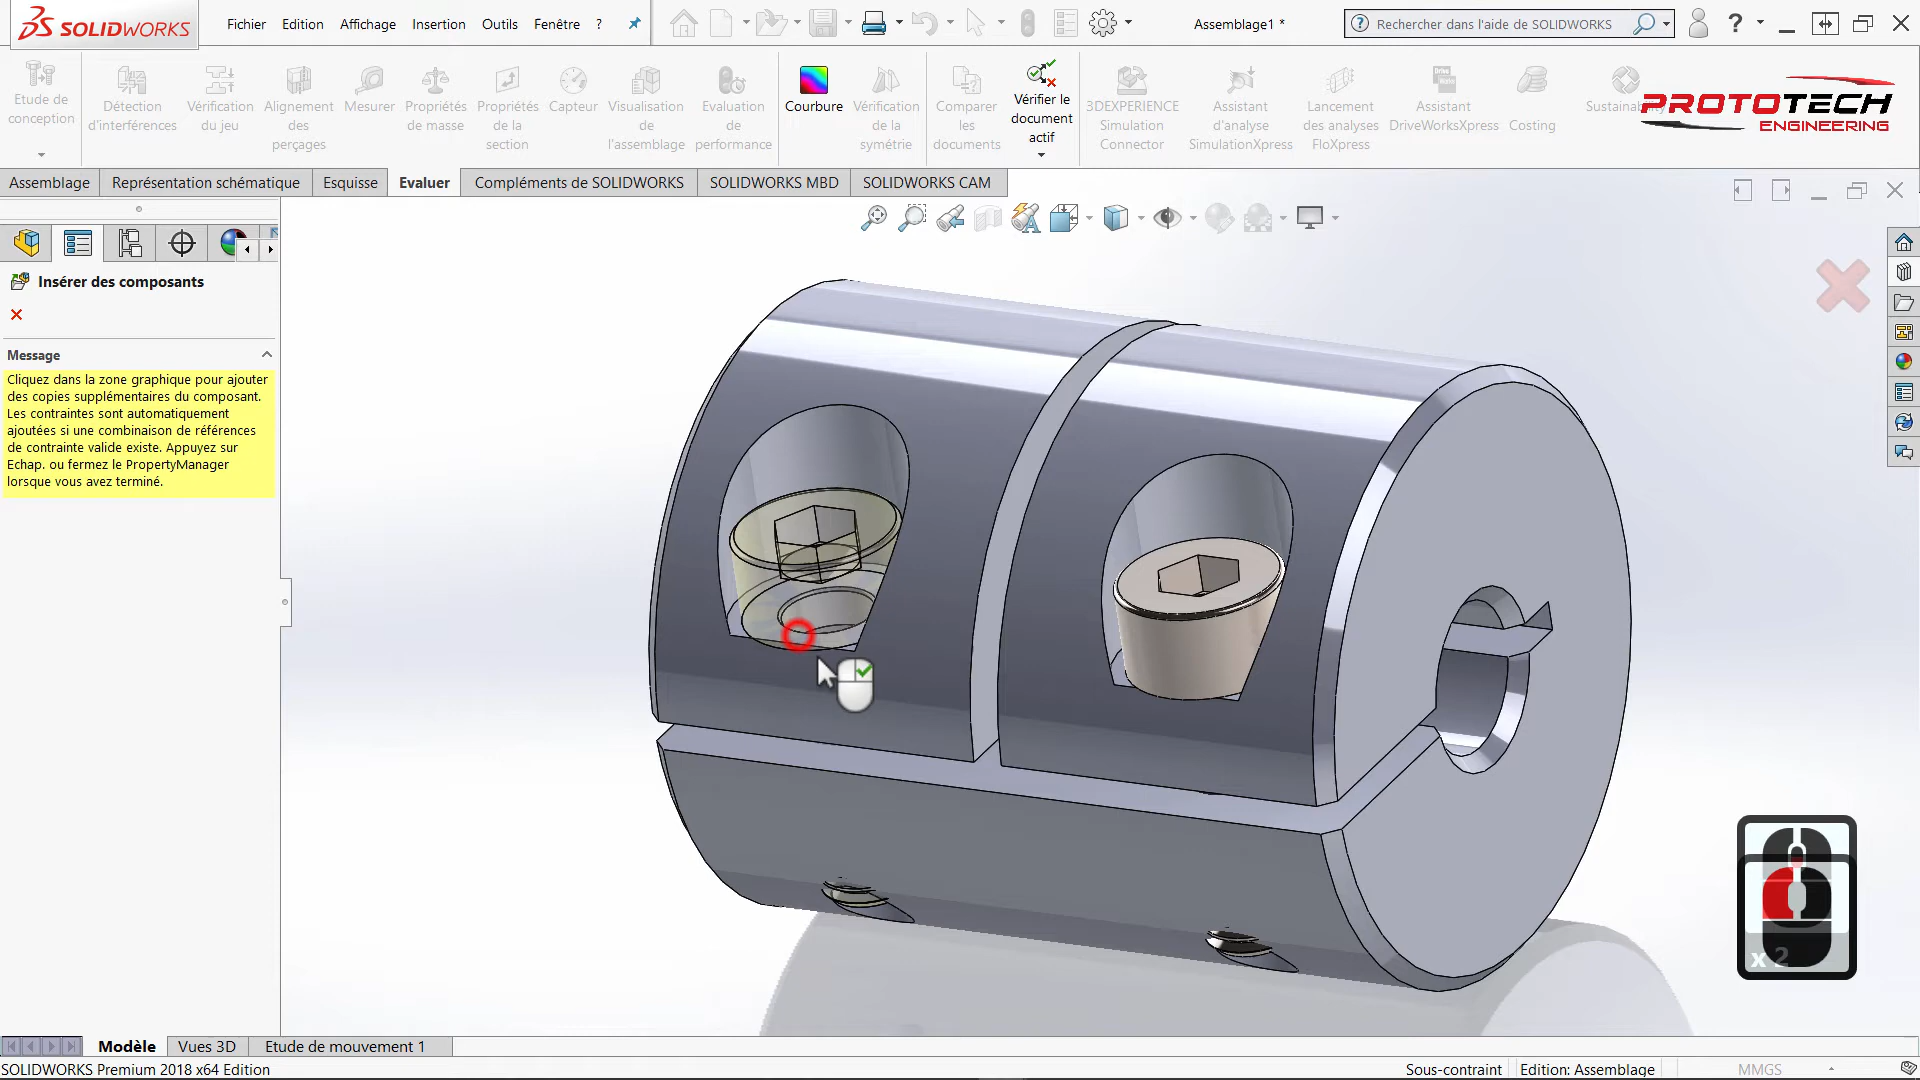 SOLIDWORKS
Fichier Edition Affichage Insertion Outils Fenêtre ?
Assemblage1 *
Rechercher dans l'aide de SOLIDWORKS
?
Etude de
conception
Détection
d'interférences
Vérification
du jeu
Alignement
des
perçages
Mesurer
Propriétés
de masse
Propriétés
de la
section
Capteur
Visualisation
de
l'assemblage
Evaluation
de
performance
Courbure
Vérification
de la
symétrie
Comparer
les
documents
Vérifier le
document
actif
3DEXPERIENCE
Simulation
Connector
Assistant
d'analyse
SimulationXpress
Lancement
des analyses
FloXpress
Assistant
DriveWorksXpress
Costing
PROTOTECH
ENGINEERING
Assemblage Représentation schématique Esquisse Evaluer Compléments de SOLIDWORKS SOLIDWORKS MBD SOLIDWORKS CAM
Insérer des composants
Message
Cliquez dans la zone graphique pour ajouter
des copies supplémentaires du composant.
Les contraintes sont automatiquement
ajoutées si une combinaison de références
de contrainte valide existe. Appuyez sur
Echap. ou fermez le PropertyManager
lorsque vous avez terminé.
x 2
Modèle Vues 3D Etude de mouvement 1
SOLIDWORKS Premium 2018 x64 Edition
Sous-contraint Edition: Assemblage MMGS